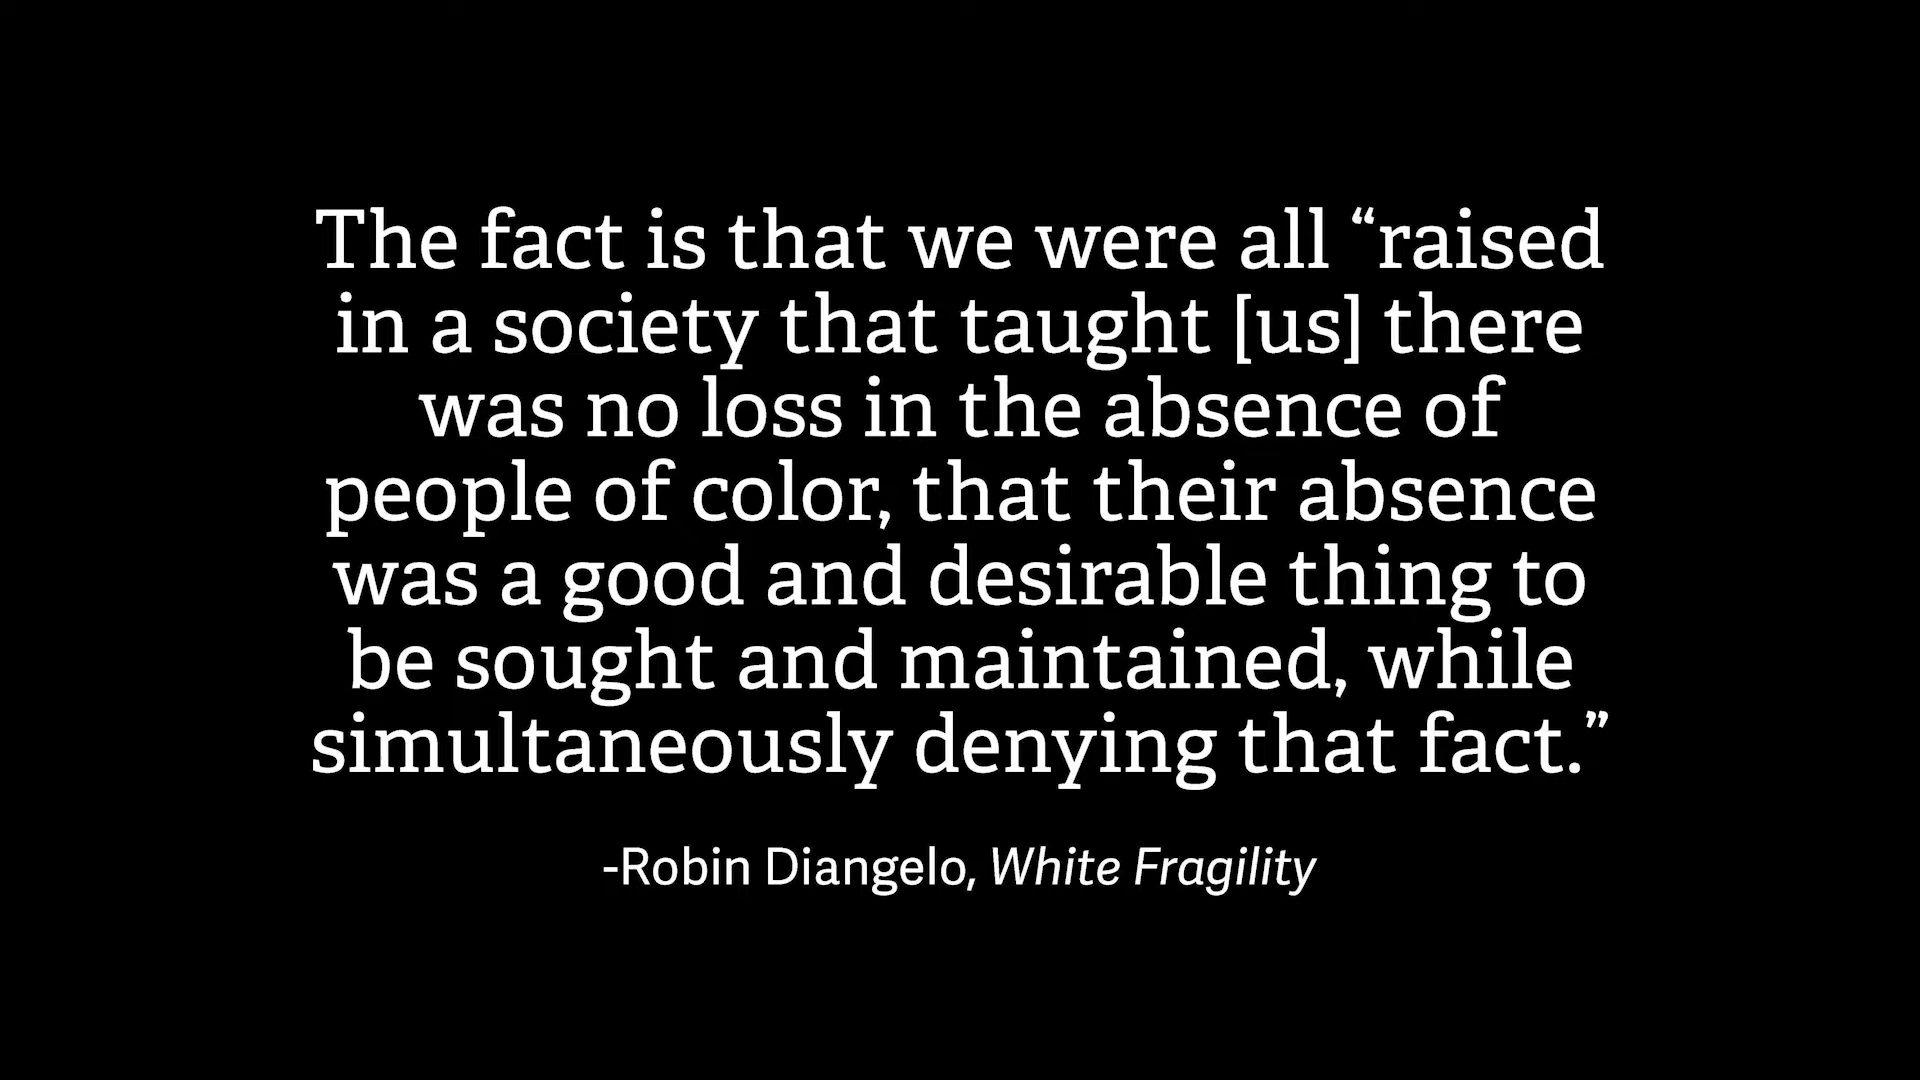 The fact is that we were all “raised
in a society that taught [us] there
was no loss in the absence of
people of color, that their absence
was a good and desirable thing to
be sought and maintained, while
simultaneously denying that fact.”
-Robin Diangelo, White Fragility